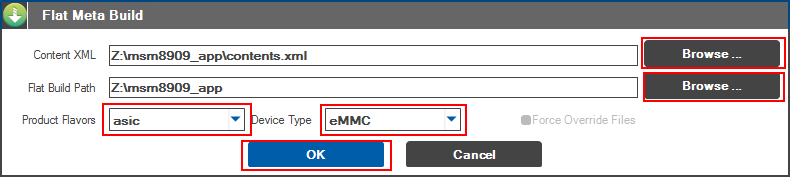 Flat Meta Build
Content XML Z:\msm8909_app\contents.xml Browse ...
Flat Build Path Z:\msm8909_app Browse ...
Product Flavors asic Device Type eMMC Force Override Files
OK Cancel